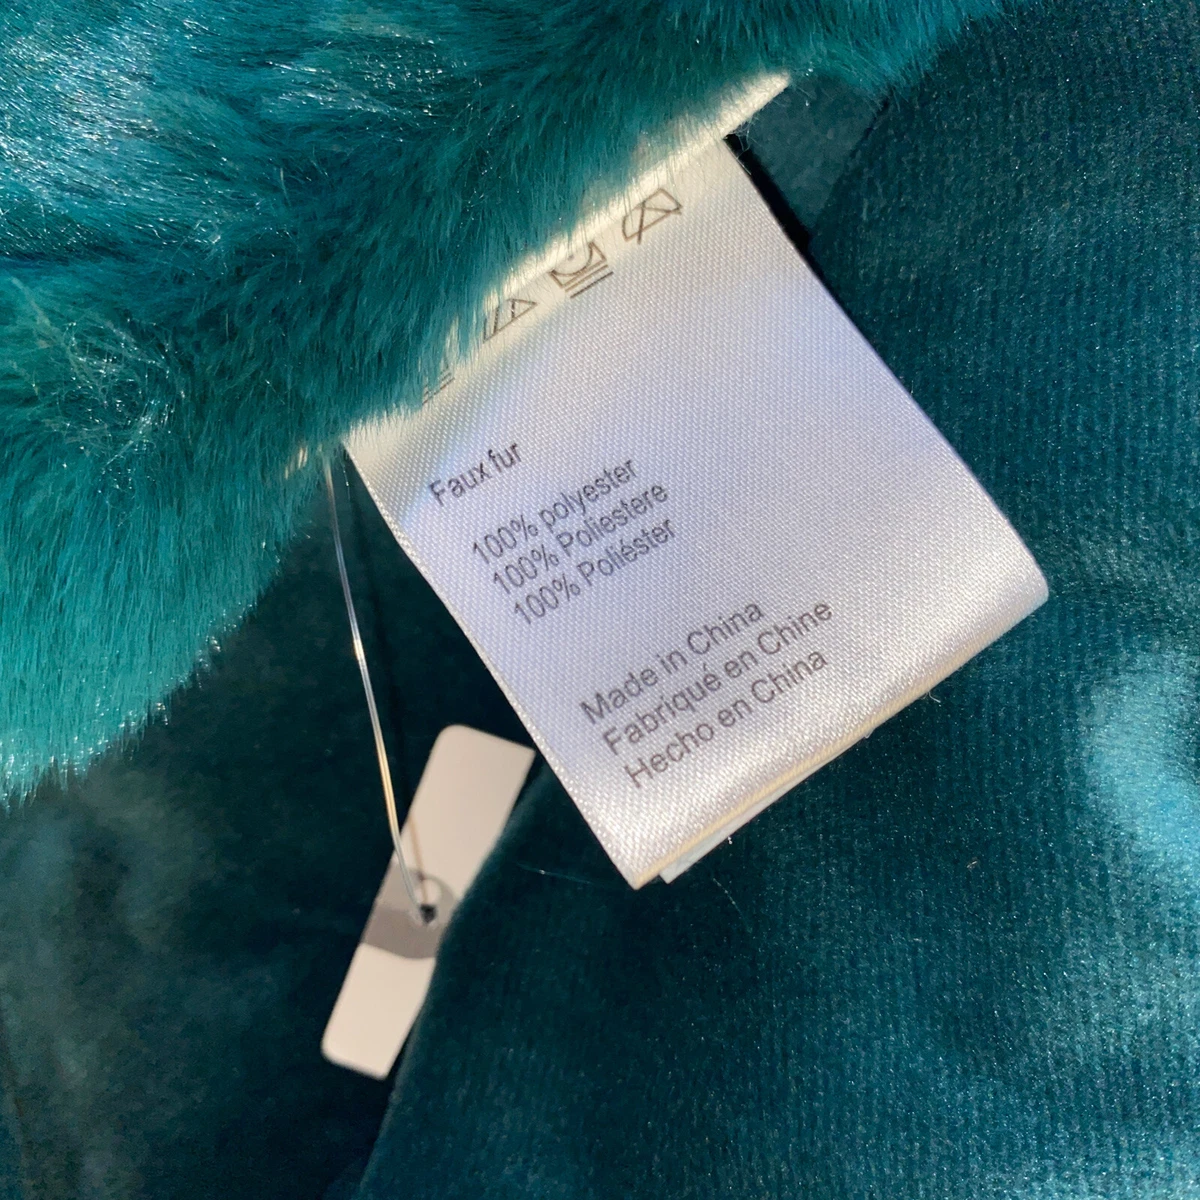 Faux fur
100% polyester
100% Poliestere
100% Poliéster
Made in China
Fabriqué en Chine
Hecho en China